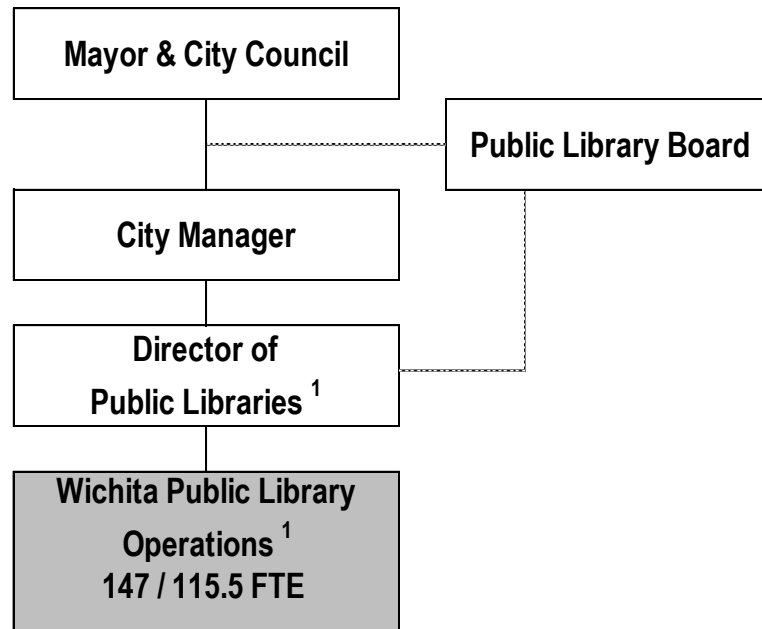 Mayor & City Council
Public Library Board
City Manager
Director of
Public Libraries 1
Wichita Public Library
Operations 1
147 / 115.5 FTE